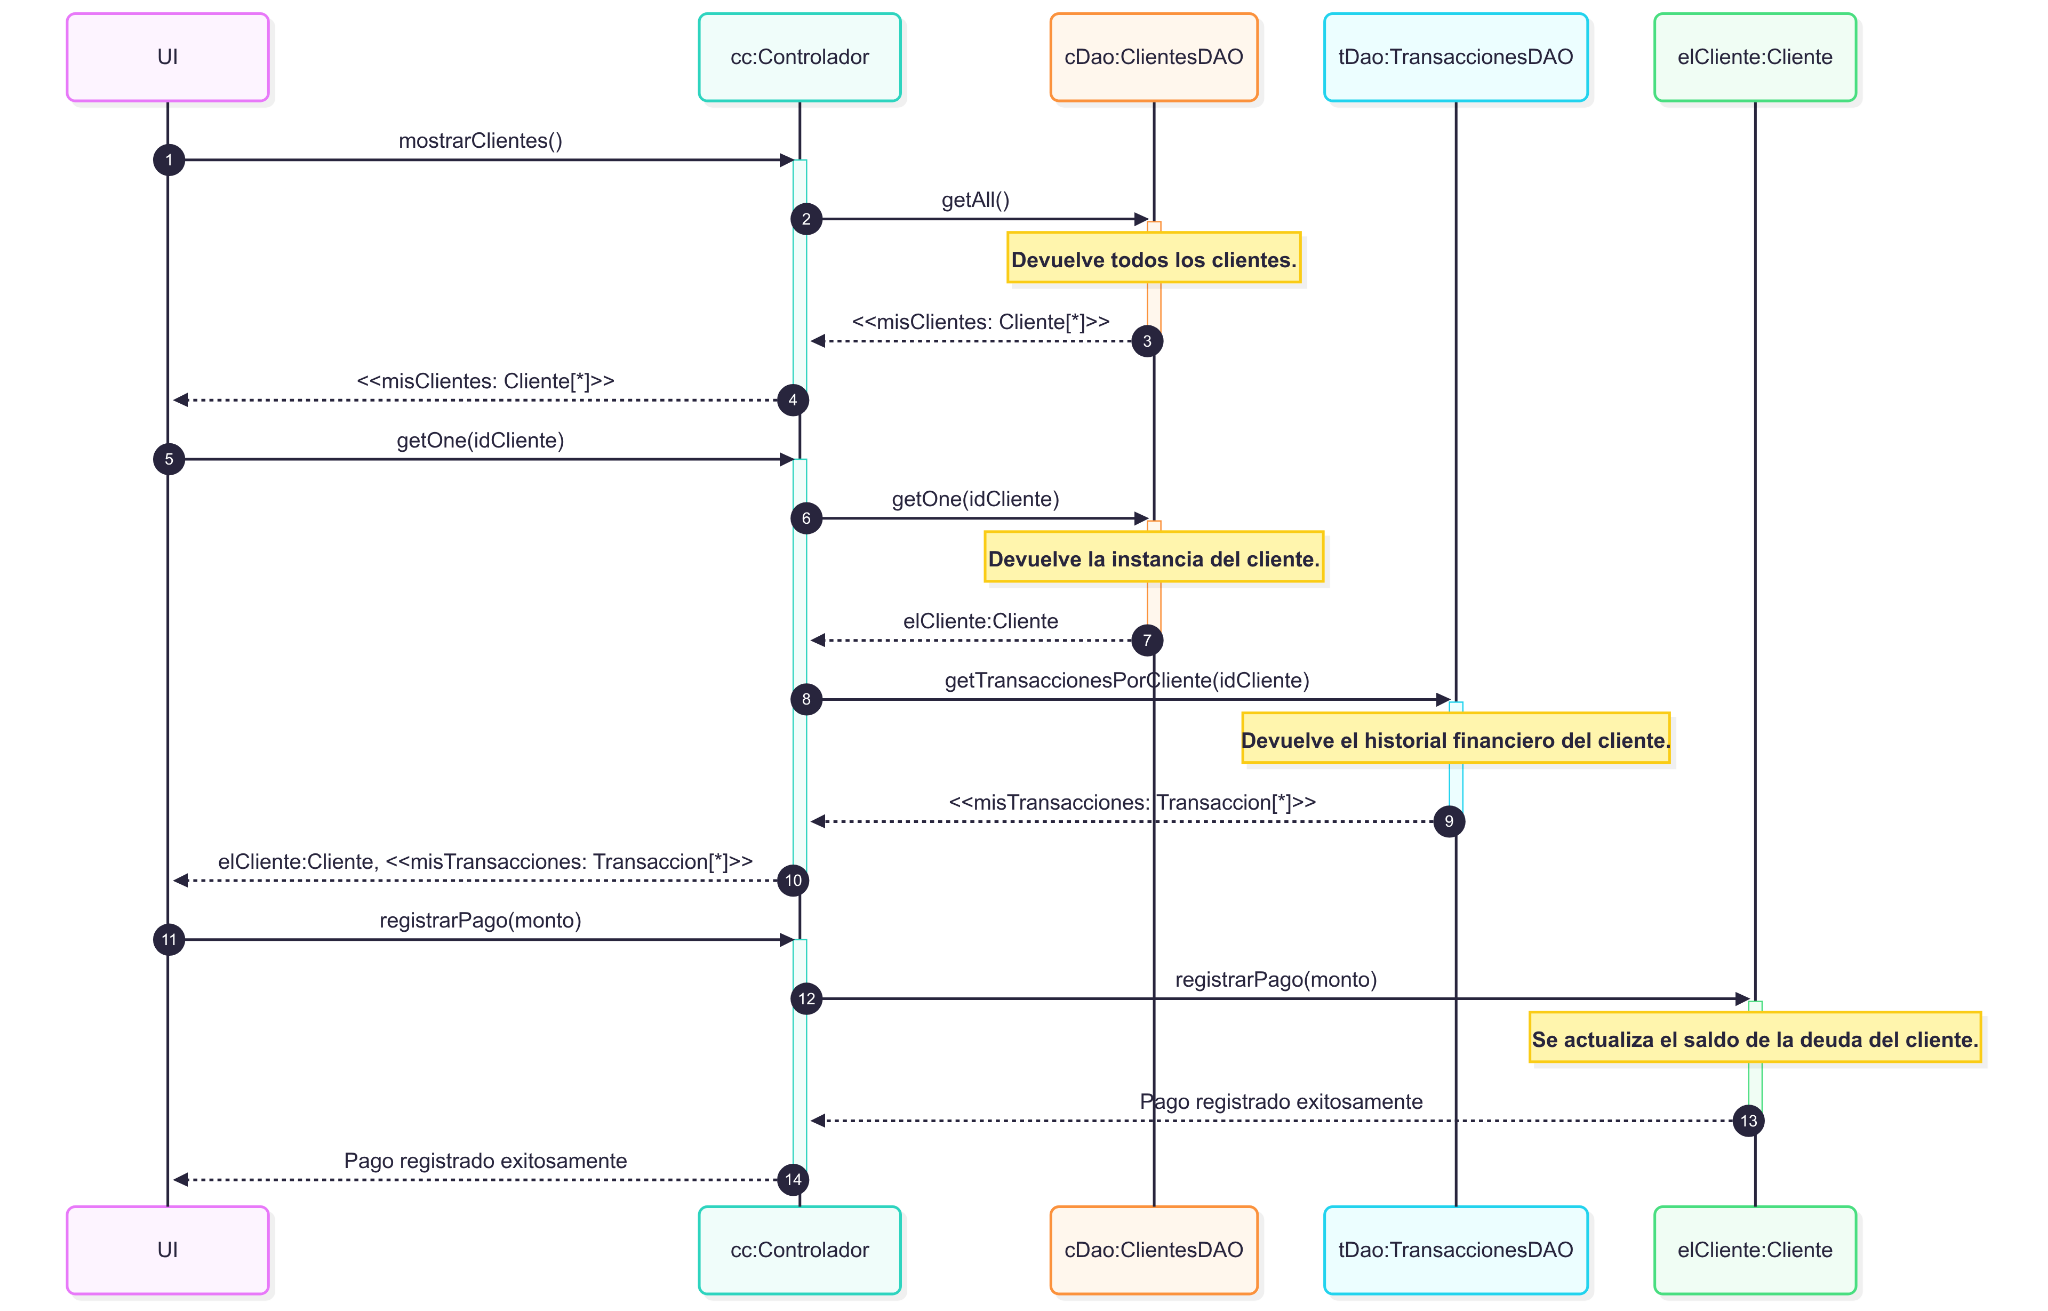 UI
cc:Controlador
cDao:ClientesDAO
tDao:TransaccionesDAO
elCliente:Cliente
mostrarClientes()
1
getAll()
2
Devuelve todos los clientes.
<<misClientes: Cliente[*]>>
3
<<misClientes: Cliente[*]>>
4
getOne(idCliente)
5
getOne(idCliente)
6
Devuelve la instancia del cliente.
elCliente:Cliente
7
getTransaccionesPorCliente(idCliente)
8
Devuelve el historial financiero del cliente.
<<misTransacciones: Transaccion[*]>>
9
elCliente:Cliente, <<misTransacciones: Transaccion[*]>>
10
registrarPago(monto)
11
registrarPago(monto)
12
Se actualiza el saldo de la deuda del cliente.
Pago registrado exitosamente
13
Pago registrado exitosamente
14
UI
cc:Controlador
cDao:ClientesDAO
tDao:TransaccionesDAO
elCliente:Cliente